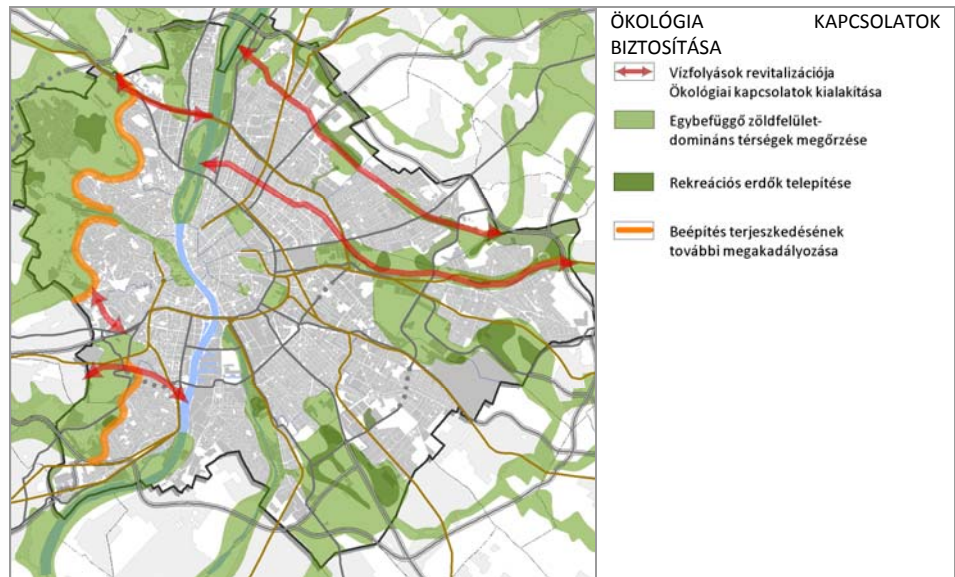 ÖKOLÓGIA KAPCSOLATOK
BIZTOSÍTÁSA
Vízfolyások revitalizációja
Ökológiai kapcsolatok kialakítása
Egybefüggő zöldfelület-
domináns térségek megőrzése
Rekreációs erdők telepítése
Beépítés terjeszkedésének
további megakadályozása